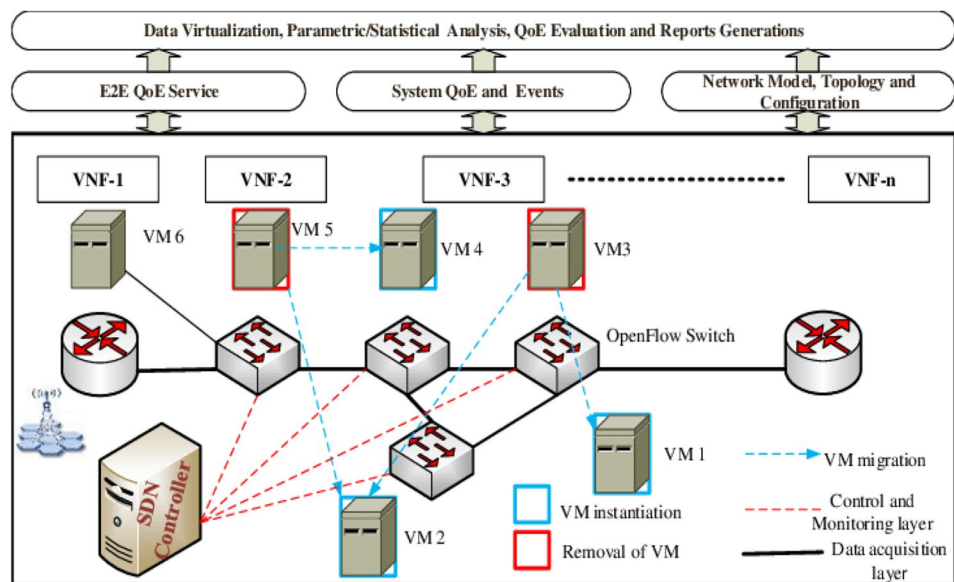 Data Virtualization, Parametric/Statistical Analysis, QoE Evaluation and Reports Generations
E2E QoE Service
System QoE and Events
Network Model, Topology and
Configuration
VNF-1
VNF-2
VNF-3
VNF-n
VM 6
VM 5
VM 4
VM3
OpenFlow Switch
VM 1
VM 2
SDN
Controller
VM instantiation
Removal of VM
VM migration
Control and
Monitoring layer
Data acquisition
layer